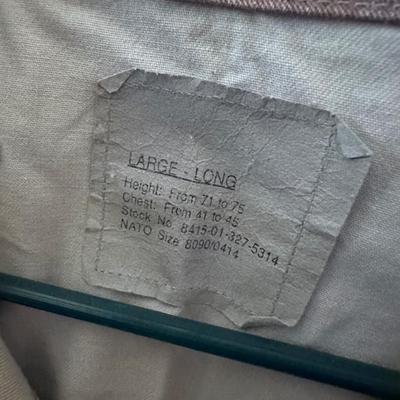 LARGE - LONG
Height: From 71 to 75
Chest: From 41 to 45
Stock No. 8415-01-327-5314
NATO Size 8090/0414